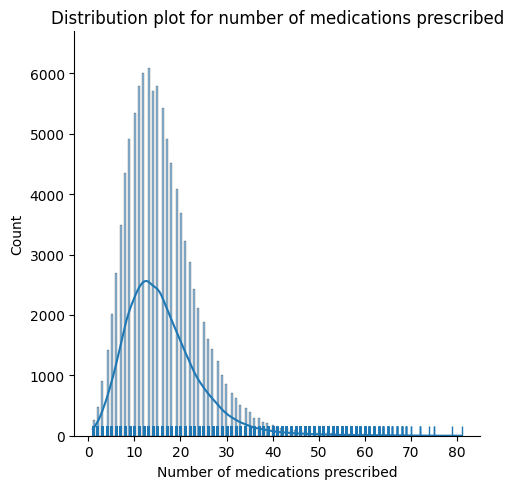 Distribution plot for number of medications prescribed
Count
6000
5000
4000
3000
2000
1000
0
0 10 20 30 40 50 60 70 80
Number of medications prescribed